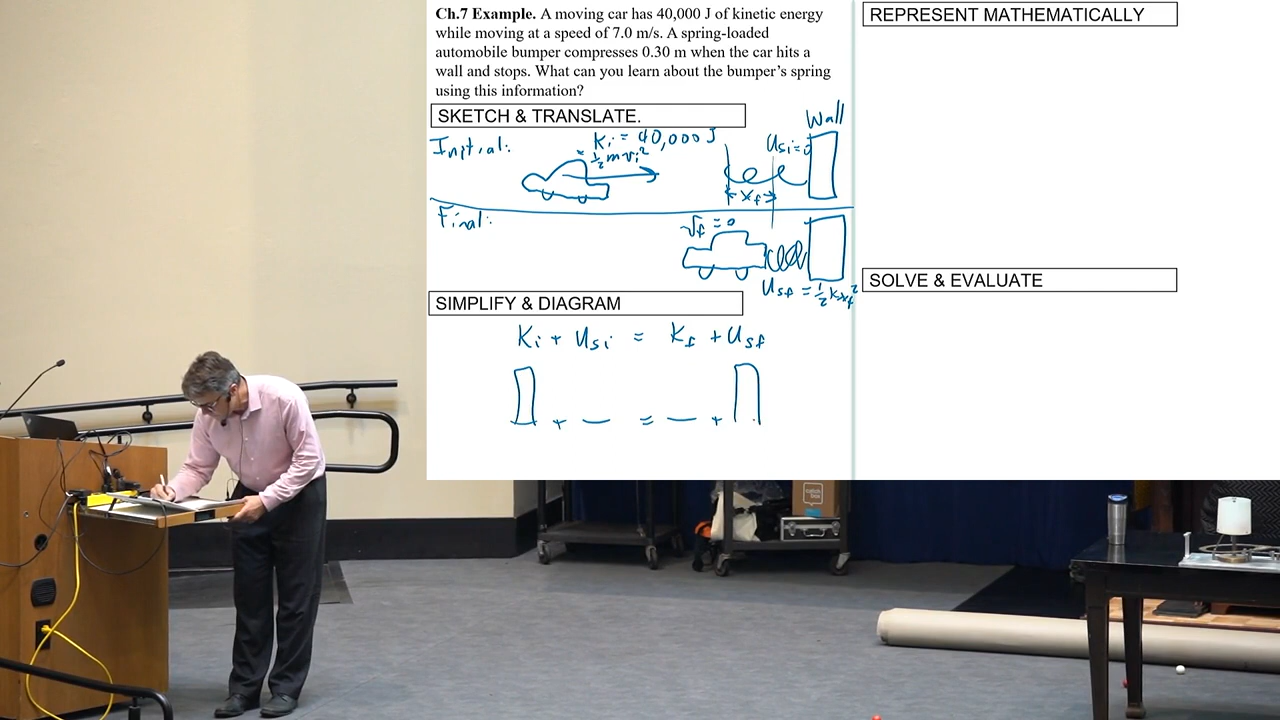 Ch.7 Example. A moving car has 40,000 J of kinetic energy
while moving at a speed of 7.0 m/s. A spring-loaded
automobile bumper compresses 0.30 m when the car hits a
wall and stops. What can you learn about the bumper's spring
using this information?
SKETCH & TRANSLATE.
Initial:
Ki = 40,000 J
= ½mvi²
Usi=0
Wall
xf
Final:
vf = 0
Usf = ½kxf²
SIMPLIFY & DIAGRAM
Ki + Usi = Kf + Usf
+ — = — +
REPRESENT MATHEMATICALLY
SOLVE & EVALUATE
catch
box